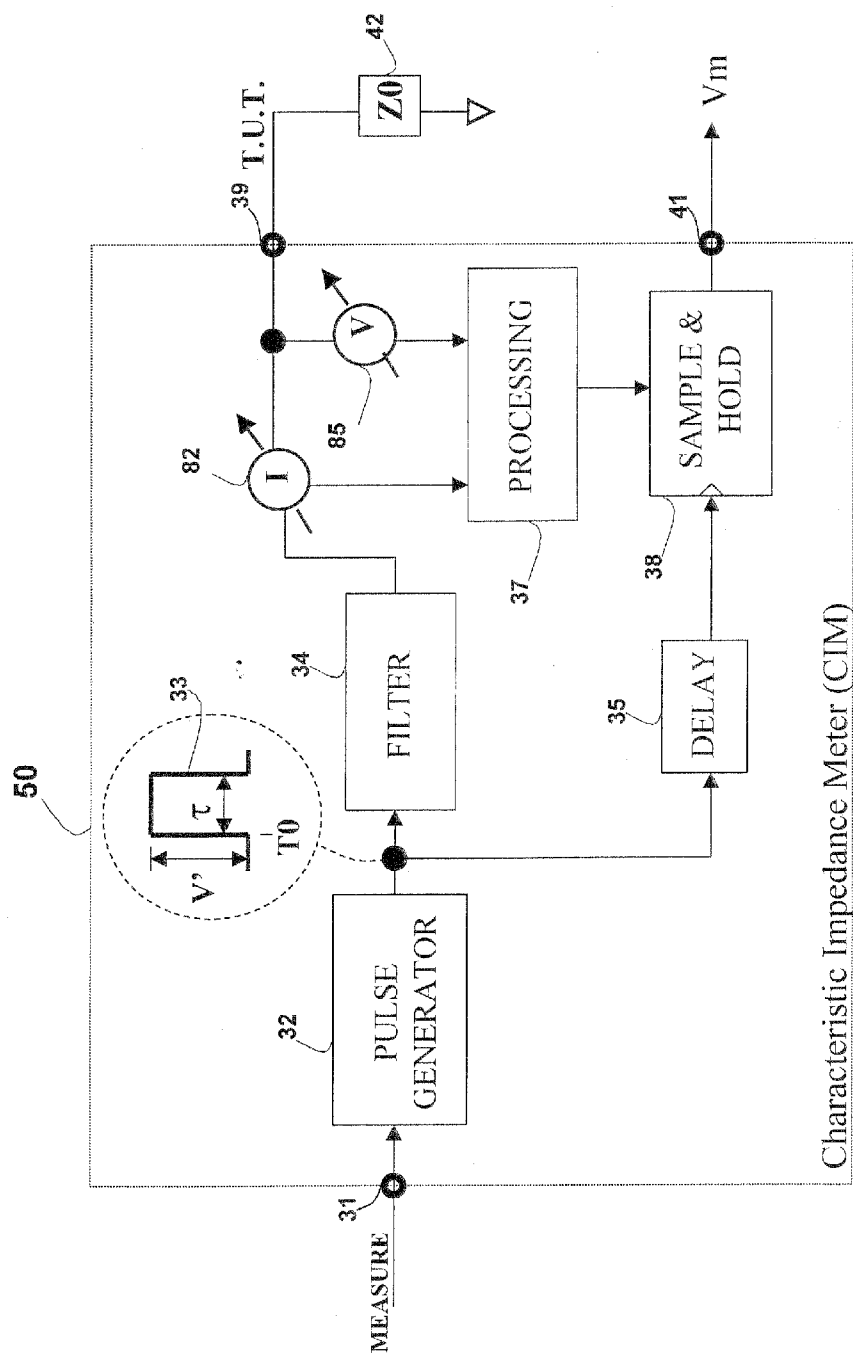 50
MEASURE
31
PULSE
GENERATOR
32
V'
τ
T0
33
FILTER
34
I
82
V
85
39
T.U.T.
Z0
42
PROCESSING
37
DELAY
35
SAMPLE &
HOLD
38
41
Vm
Characteristic Impedance Meter (CIM)